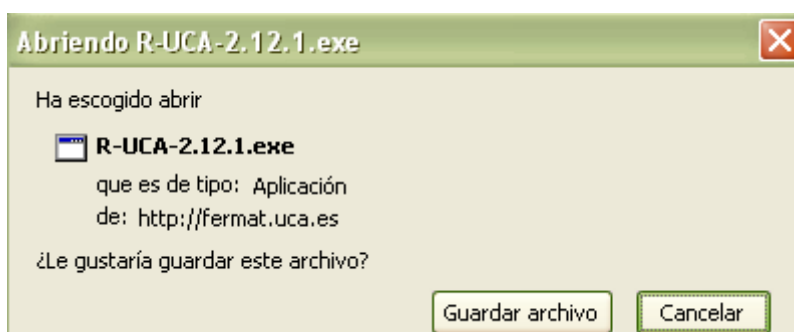 Abriendo R-UCA-2.12.1.exe
Ha escogido abrir
R-UCA-2.12.1.exe
que es de tipo: Aplicación
de: http://fermat.uca.es
¿Le gustaría guardar este archivo?
Guardar archivo Cancelar